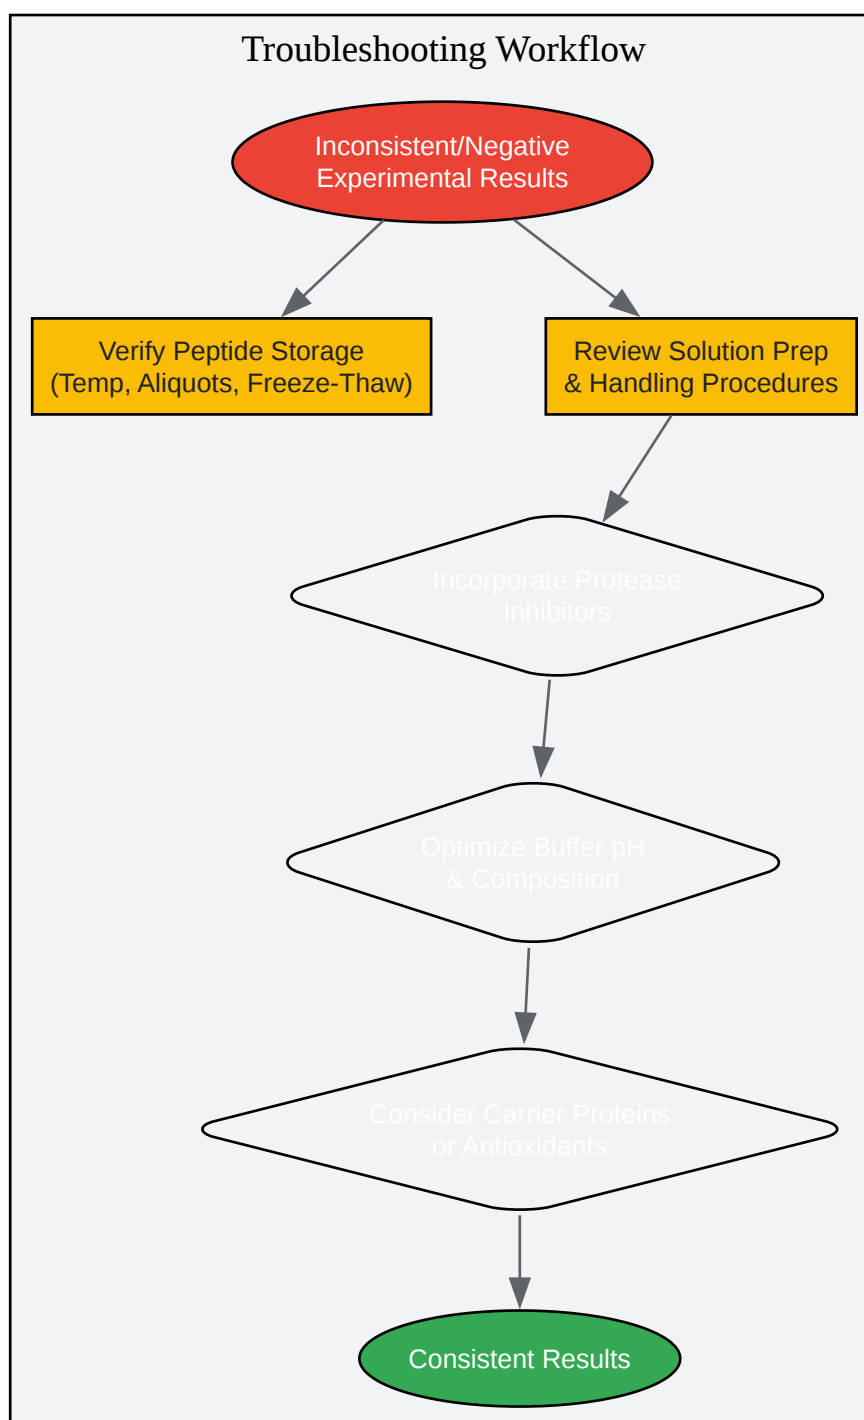 Troubleshooting Workflow
Inconsistent/Negative
Experimental Results
Verify Peptide Storage
(Temp, Aliquots, Freeze-Thaw)
Review Solution Prep
& Handling Procedures
Incorporate Protease
Inhibitors
Optimize Buffer pH
& Composition
Consider Carrier Proteins
or Antioxidants
Consistent Results